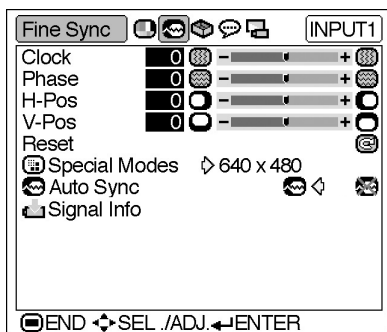 Fine Sync INPUT1
Clock 0 - +
Phase 0 - +
H-Pos 0 - +
V-Pos 0 - +
Reset
Special Modes 640 x 480
Auto Sync
Signal Info
END SEL ./ADJ. ENTER